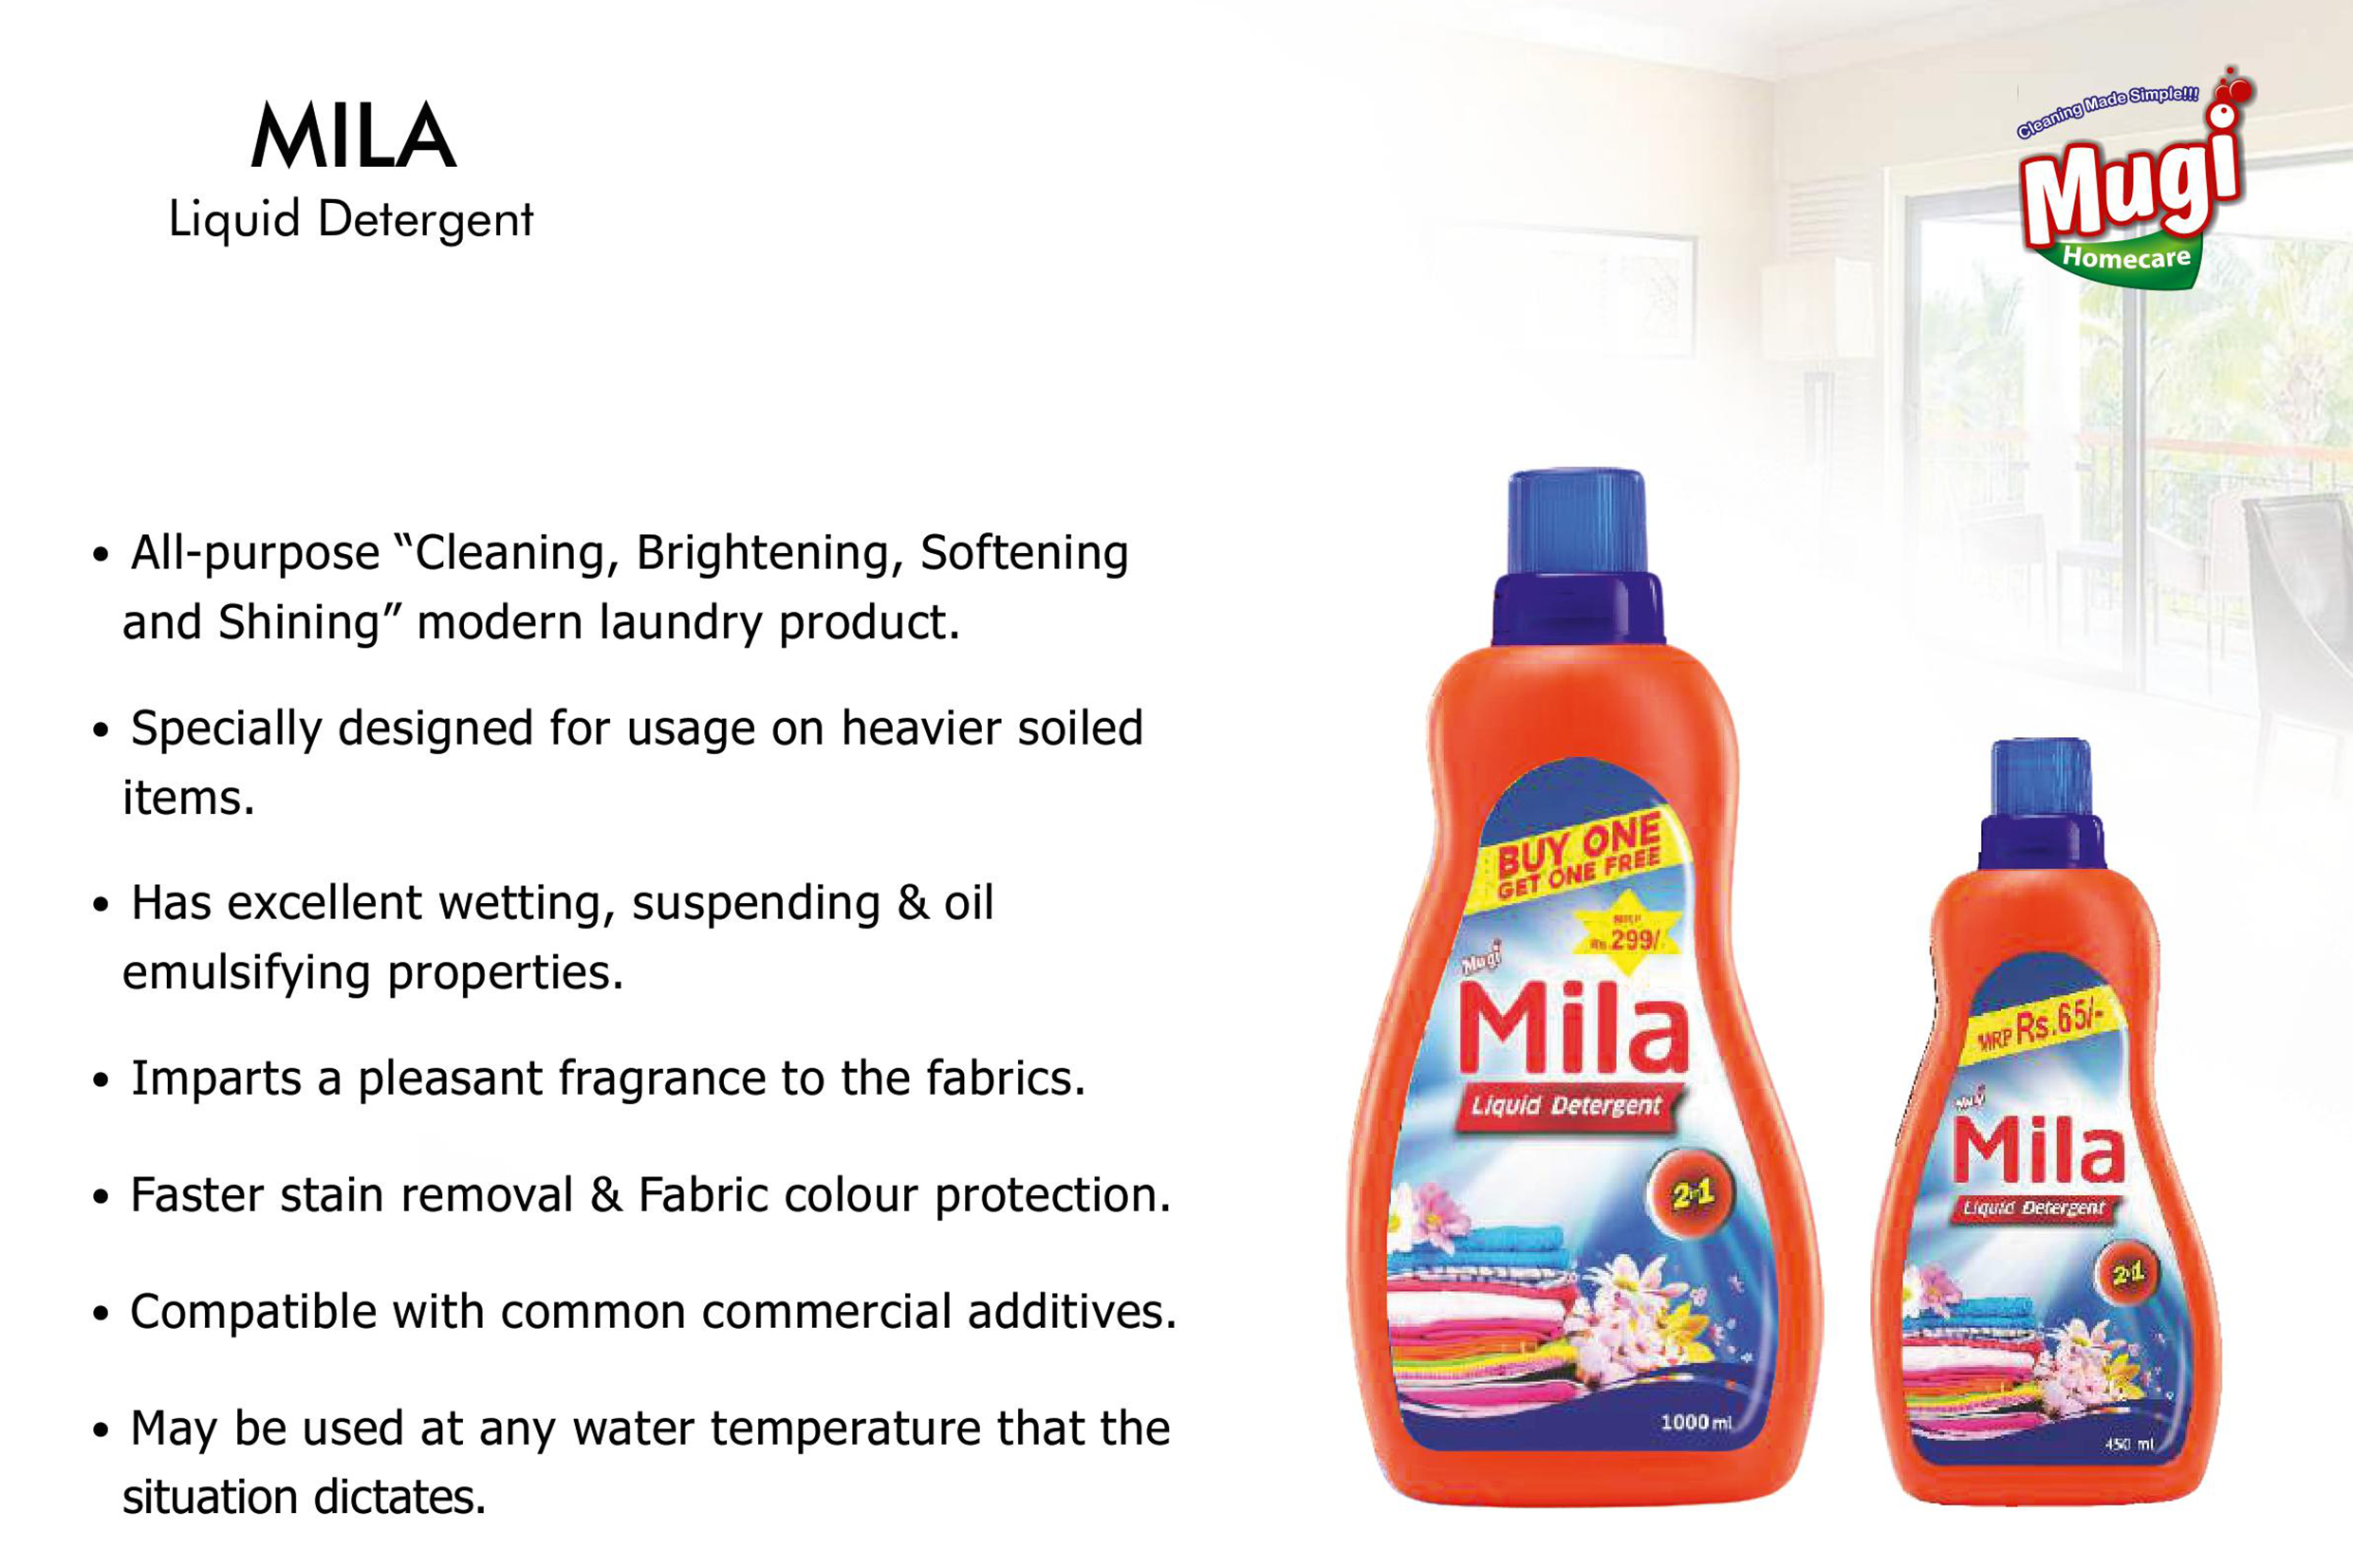 MILA
Liquid Detergent
Cleaning Made Simple!!!
Mugi
Homecare
• All-purpose “Cleaning, Brightening, Softening
and Shining” modern laundry product.
• Specially designed for usage on heavier soiled
items.
• Has excellent wetting, suspending & oil
emulsifying properties.
• Imparts a pleasant fragrance to the fabrics.
• Faster stain removal & Fabric colour protection.
• Compatible with common commercial additives.
• May be used at any water temperature that the
situation dictates.
BUY ONE
GET ONE FREE
MRP
Rs. 299/
Mugi
Mila
Liquid Detergent
2in1
1000 ml
MRP Rs.65/-
Mugi
Mila
Liquid Detergent
2in1
450 ml